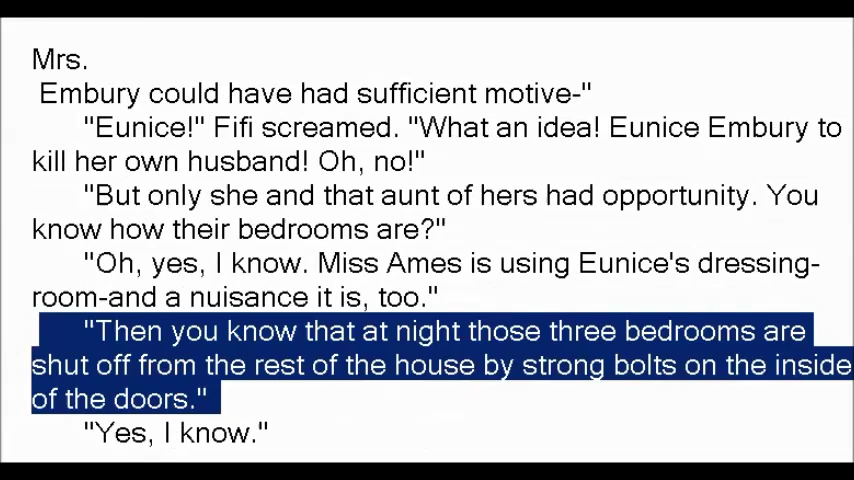 Mrs.
Embury could have had sufficient motive-"
"Eunice!" Fifi screamed. "What an idea! Eunice Embury to
kill her own husband! Oh, no!"
"But only she and that aunt of hers had opportunity. You
know how their bedrooms are?"
"Oh, yes, I know. Miss Ames is using Eunice's dressing-
room-and a nuisance it is, too."
"Then you know that at night those three bedrooms are
shut off from the rest of the house by strong bolts on the inside
of the doors."
"Yes, I know."